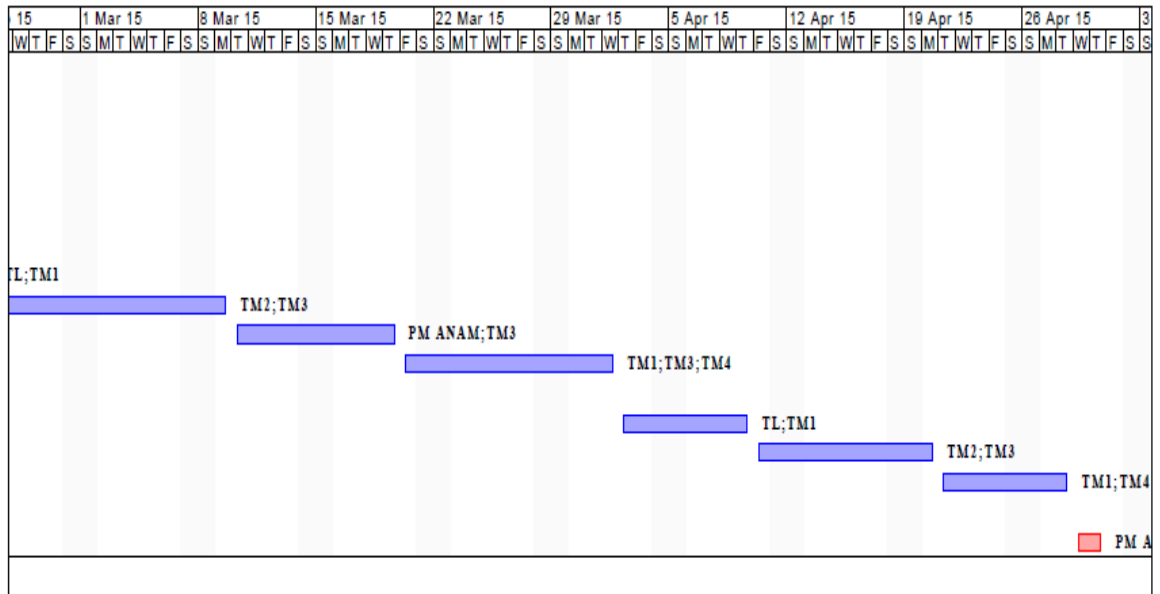 15 1 Mar 15 8 Mar 15 15 Mar 15 22 Mar 15 29 Mar 15 5 Apr 15 12 Apr 15 19 Apr 15 26 Apr 15 3
W T F S S M T W T F S S M T W T F S S M T W T F S S M T W T F S S M T W T F S S M T W T F S S M T W T F S S M T W T F S S M T W T F S S
TL;TM1
TM2;TM3
PM ANAM;TM3
TM1;TM3;TM4
TL;TM1
TM2;TM3
TM1;TM4
PM A